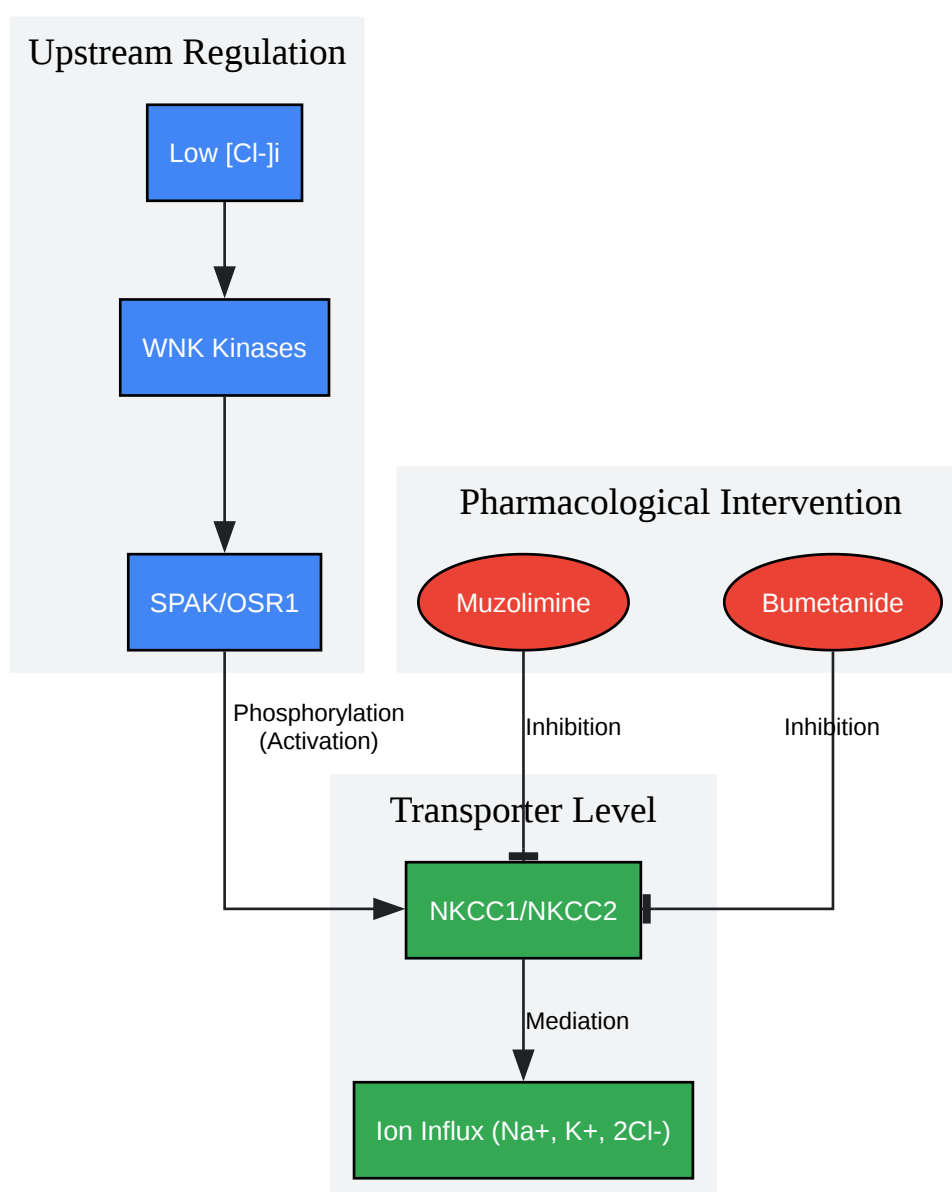 Upstream Regulation
Low [Cl-]i
WNK Kinases
Pharmacological Intervention
SPAK/OSR1
Muzolimine
Bumetanide
Phosphorylation
(Activation)
Inhibition
Inhibition
Transporter Level
NKCC1/NKCC2
Mediation
Ion Influx (Na+, K+, 2Cl-)